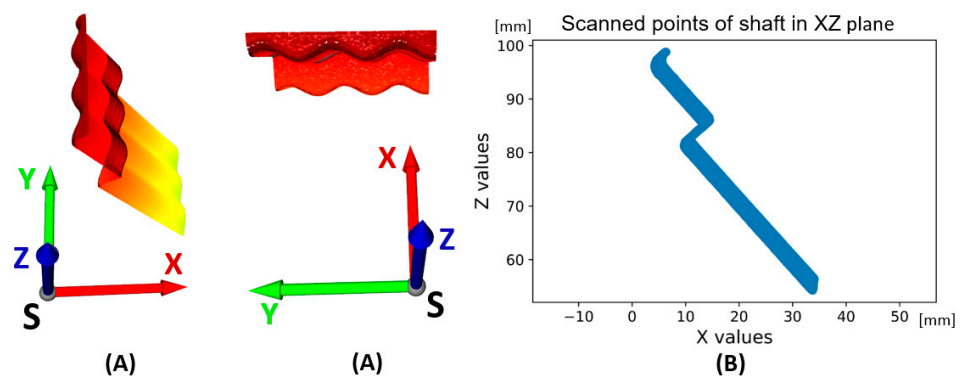 Y
Z
X
S
(A)
X
Z
Y
S
(A)
[mm]
Scanned points of shaft in XZ plane
100
90
80
70
60
Z values
−10
0
10
20
30
40
50
[mm]
X values
(B)